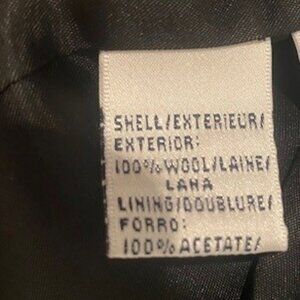 SHELL/EXTERIEUR/
EXTERIOR:
100% WOOL/LAINE/
LANA
LINING/DOUBLURE/
FORRO:
100% ACETATE/